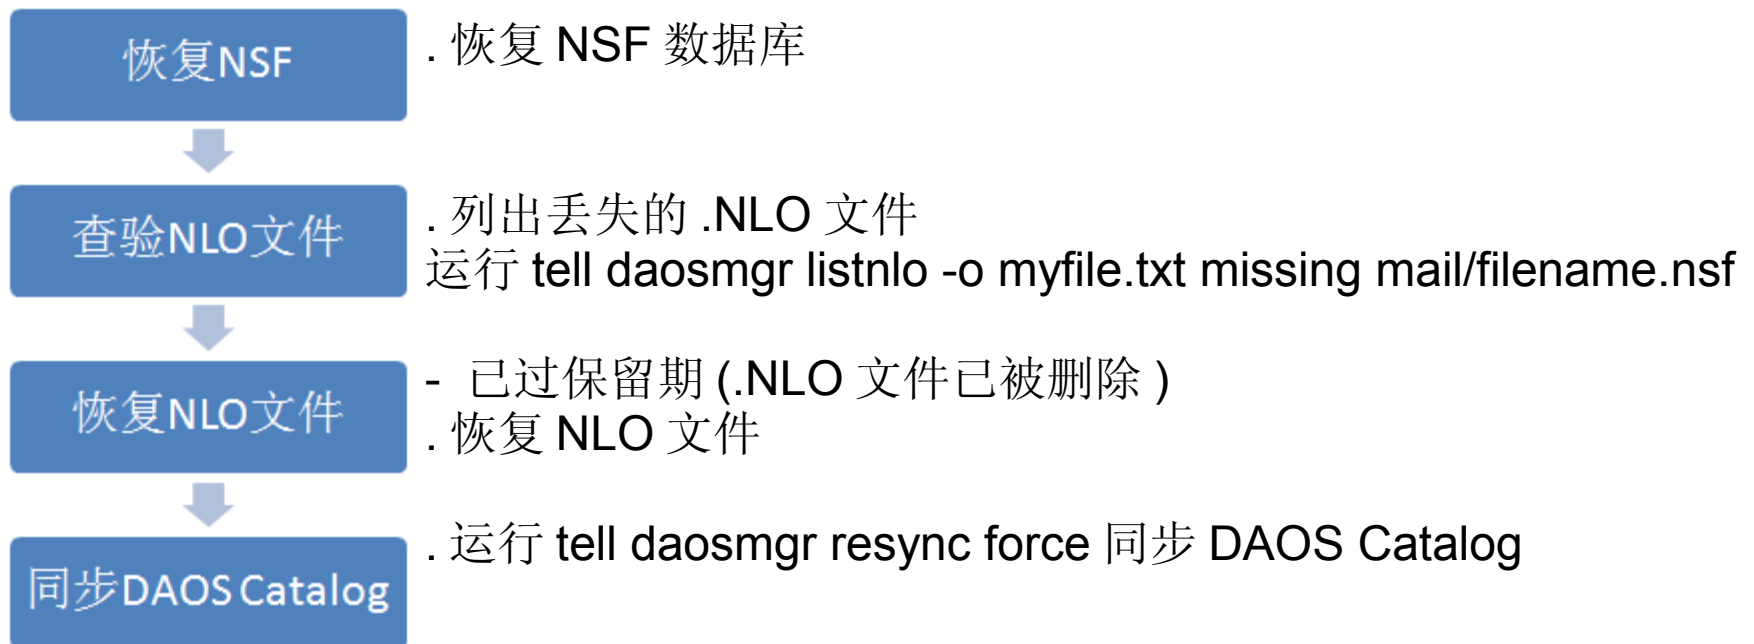 恢复NSF
. 恢复 NSF 数据库
查验NLO文件
. 列出丢失的 .NLO 文件
运行 tell daosmgr listnlo -o myfile.txt missing mail/filename.nsf
恢复NLO文件
- 已过保留期 (.NLO 文件已被删除 )
. 恢复 NLO 文件
同步DAOS Catalog
. 运行 tell daosmgr resync force 同步 DAOS Catalog